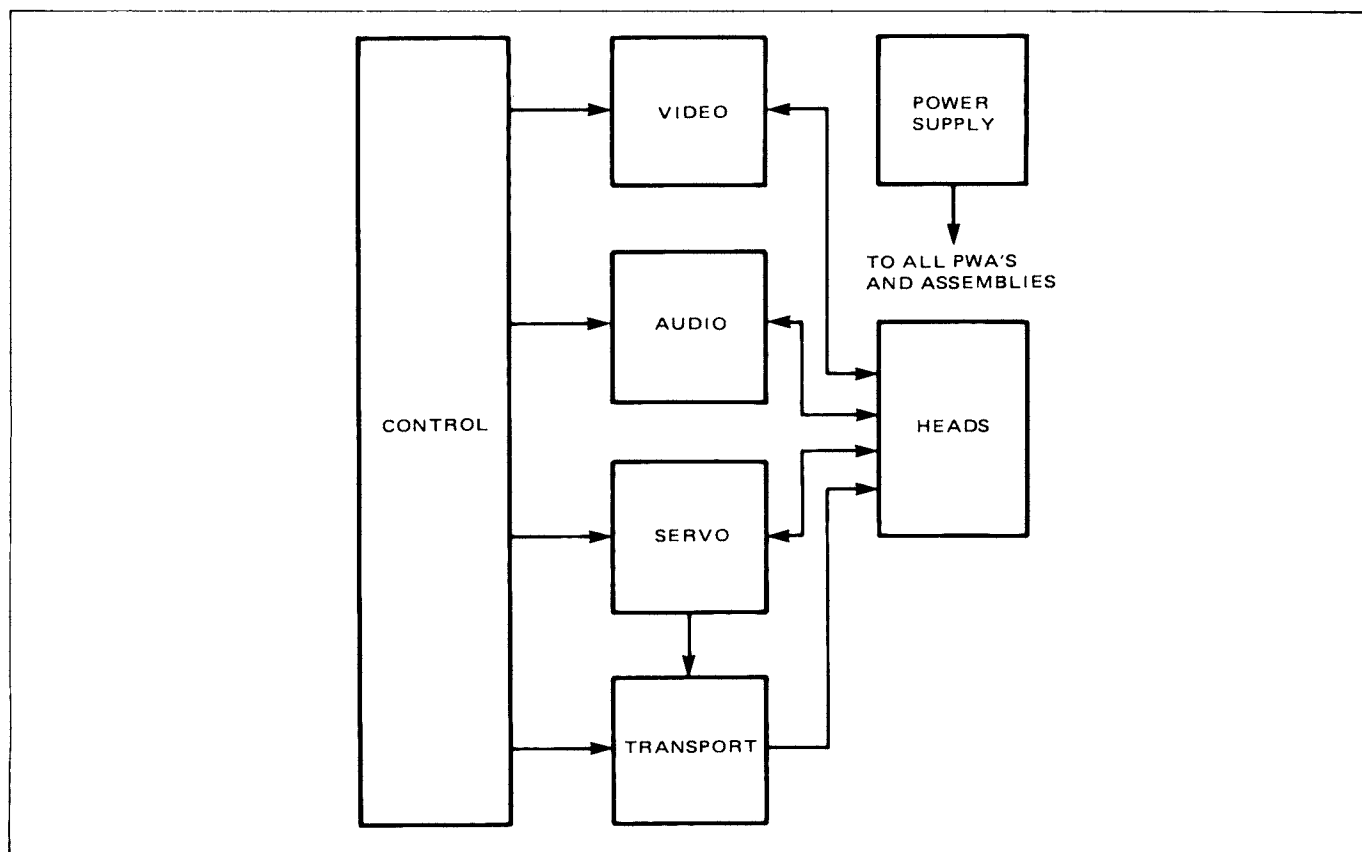 CONTROL
VIDEO
POWER
SUPPLY
TO ALL PWA'S
AND ASSEMBLIES
AUDIO
HEADS
SERVO
TRANSPORT